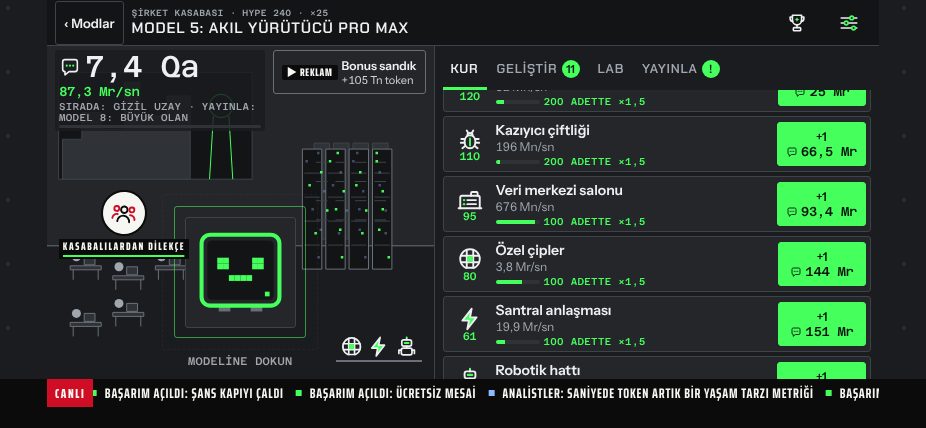 ‹ Modlar
ŞİRKET KASABASI · HYPE 240 · ×25
MODEL 5: AKIL YÜRÜTÜCÜ PRO MAX
7,4 Qa
87,3 Mr/sn
SIRADA: GİZİL UZAY · YAYINLA:
MODEL 8: BÜYÜK OLAN
REKLAM
Bonus sandık
+105 Tn token
KASABALILARDAN DİLEKÇE
MODELİNE DOKUN
KUR GELİŞTİR 11 LAB YAYINLA !
120
200 ADETTE ×1,5
25 Mr
Kazıyıcı çiftliği
196 Mn/sn
110
200 ADETTE ×1,5
+1
66,5 Mr
Veri merkezi salonu
676 Mn/sn
95
100 ADETTE ×1,5
+1
93,4 Mr
Özel çipler
3,8 Mr/sn
80
100 ADETTE ×1,5
+1
144 Mr
Santral anlaşması
19,9 Mr/sn
61
100 ADETTE ×1,5
+1
151 Mr
Robotik hattı
+1
CANLI BAŞARIM AÇILDI: ŞANS KAPIYI ÇALDI BAŞARIM AÇILDI: ÜCRETSİZ MESAİ ANALİSTLER: SANİYEDE TOKEN ARTIK BİR YAŞAM TARZI METRİĞİ BAŞARIM